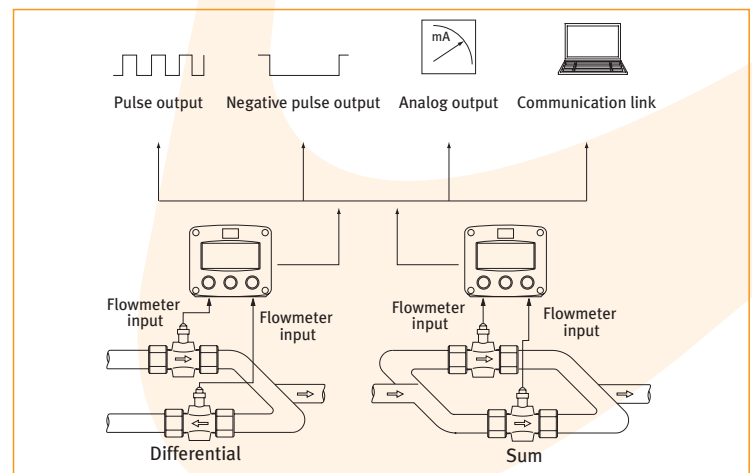 mA
Pulse output
Negative pulse output
Analog output
Communication link
Flowmeter
input
Flowmeter
input
Flowmeter
input
Flowmeter
input
Differential
Sum